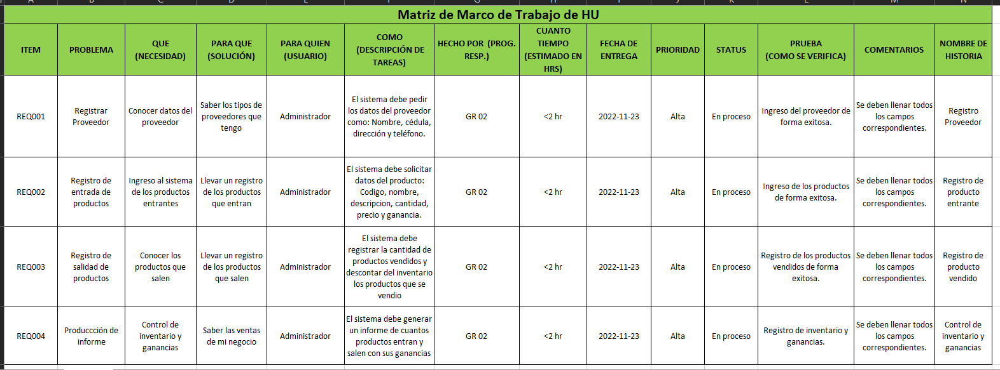 A B C D E F G H I J K L M N
Matriz de Marco de Trabajo de HU
ITEM
PROBLEMA
QUE
(NECESIDAD)
PARA QUE
(SOLUCIÓN)
PARA QUIEN
(USUARIO)
COMO
(DESCRIPCIÓN DE
TAREAS)
HECHO POR (PROG.
RESP.)
CUANTO
TIEMPO
(ESTIMADO EN
HRS)
FECHA DE
ENTREGA
PRIORIDAD
STATUS
PRUEBA
(COMO SE VERIFICA)
COMENTARIOS
NOMBRE DE
HISTORIA
REQ001
Registrar
Proveedor
Conocer datos del
proveedor
Saber los tipos de
proveedores que
tengo
Administrador
El sistema debe pedir
los datos del proveedor
como: Nombre, cédula,
dirección y teléfono.
GR 02
<2 hr
2022-11-23
Alta
En proceso
Ingreso del proveedor de
forma exitosa.
Se deben llenar todos
los campos
correspondientes.
Registro
Proveedor
REQ002
Registro de
entrada de
productos
Ingreso al sistema
de los productos
entrantes
Llevar un registro
de los productos
que entran
Administrador
El sistema debe solicitar
datos del producto:
Codigo, nombre,
descripcion, cantidad,
precio y ganancia.
GR 02
<2 hr
2022-11-23
Alta
En proceso
Ingreso de los productos
de forma exitosa.
Se deben llenar todos
los campos
correspondientes.
Registro de
producto
entrante
REQ003
Registro de
salidad de
productos
Conocer los
productos que
salen
Llevar un registro
de los productos
que salen
Administrador
El sistema debe
registrar la cantidad de
productos vendidos y
descontar del inventario
los productos que se
vendio
GR 02
<2 hr
2022-11-23
Alta
En proceso
Registro de los productos
vendidos de forma
exitosa.
Se deben llenar todos
los campos
correspondientes.
Registro de
producto
vendido
REQ004
Produccción de
informe
Control de
inventario y
ganancias
Saber las ventas
de mi negocio
Administrador
El sistema debe generar
un informe de cuantos
productos entran y
salen con sus ganancias
GR 02
<2 hr
2022-11-23
Alta
En proceso
Registro de inventario y
ganancias.
Se deben llenar todos
los campos
correspondientes.
Control de
inventario y
ganancias